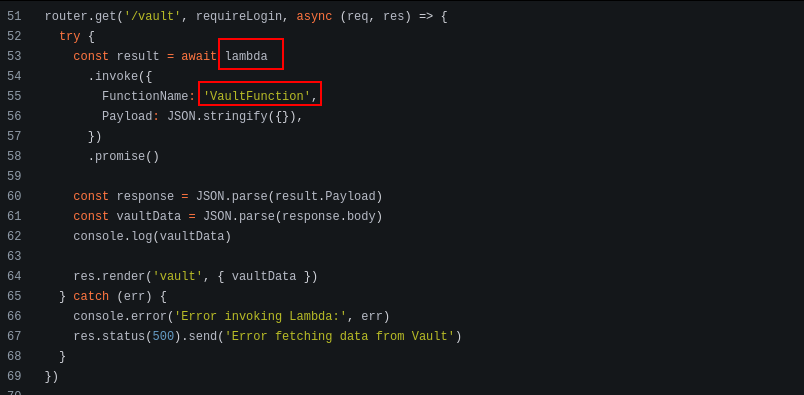 51 router.get('/vault', requireLogin, async (req, res) => {
52 try {
53 const result = await lambda
54 .invoke({
55 FunctionName: 'VaultFunction',
56 Payload: JSON.stringify({}),
57 })
58 .promise()
59
60 const response = JSON.parse(result.Payload)
61 const vaultData = JSON.parse(response.body)
62 console.log(vaultData)
63
64 res.render('vault', { vaultData })
65 } catch (err) {
66 console.error('Error invoking Lambda:', err)
67 res.status(500).send('Error fetching data from Vault')
68 }
69 })